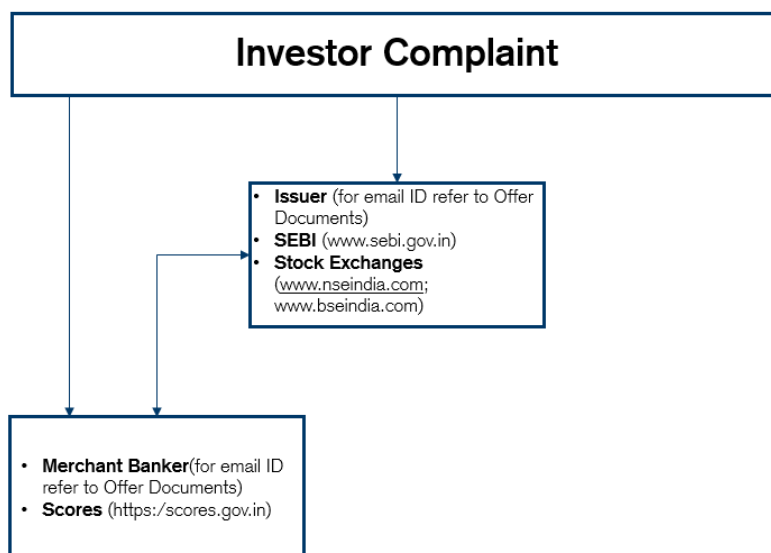 Investor Complaint
• Issuer (for email ID refer to Offer
Documents)
• SEBI (www.sebi.gov.in)
• Stock Exchanges
(www.nseindia.com;
www.bseindia.com)
• Merchant Banker(for email ID
refer to Offer Documents)
• Scores (https:/scores.gov.in)